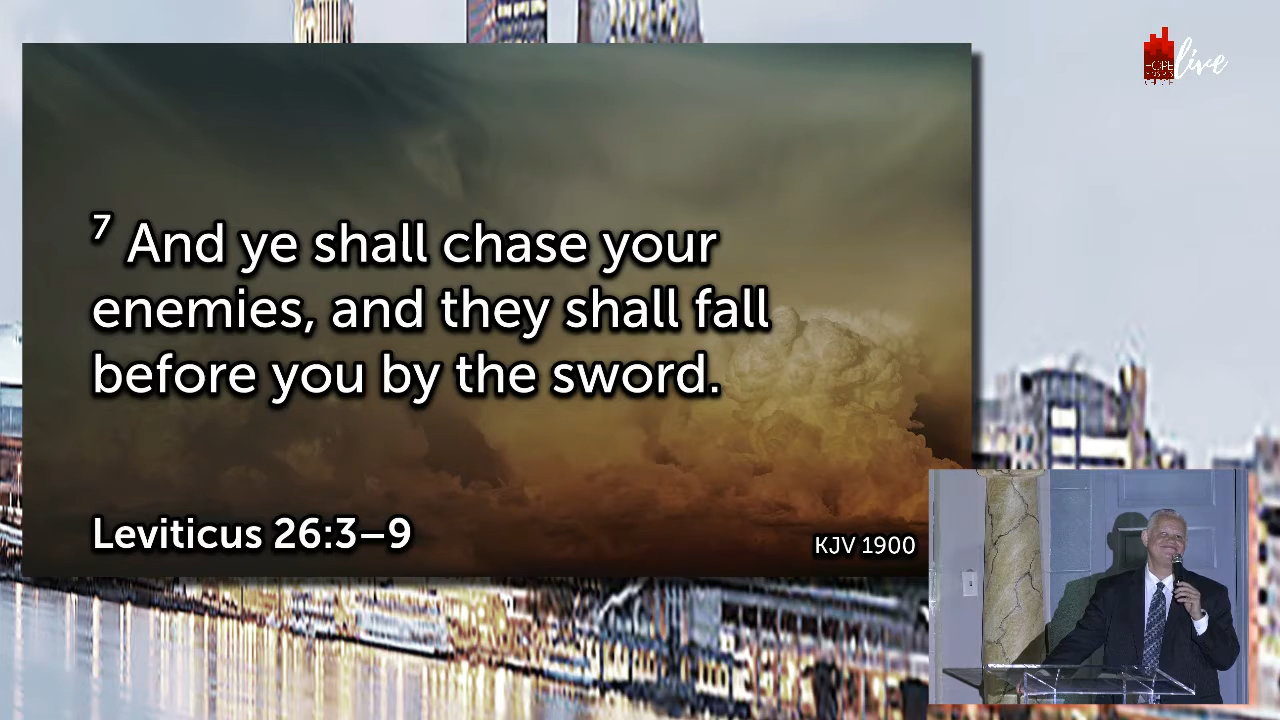 HOPE
live
⁷ And ye shall chase your
enemies, and they shall fall
before you by the sword.
Leviticus 26:3–9
KJV 1900